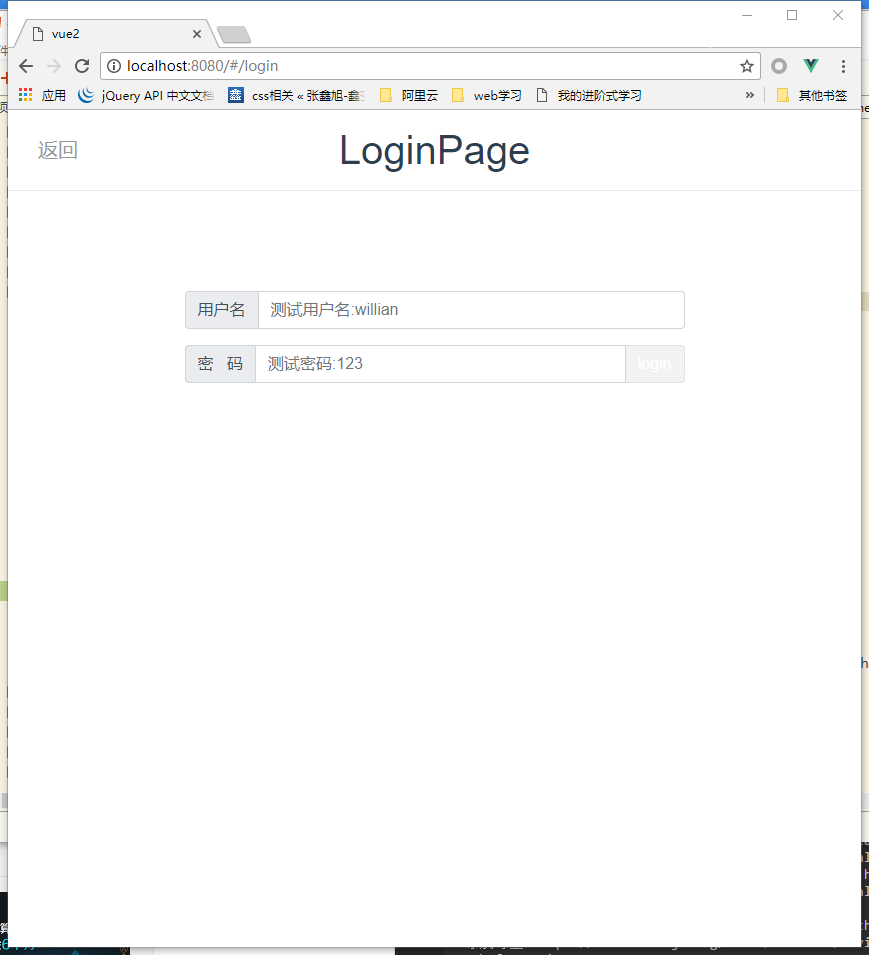 vue2
localhost:8080/#/login
应用 jQuery API 中文文档 鑫 css相关 « 张鑫旭-鑫 阿里云 web学习 我的进阶式学习 » 其他书签
返回 LoginPage
用户名 测试用户名:willian
密 码 测试密码:123 login